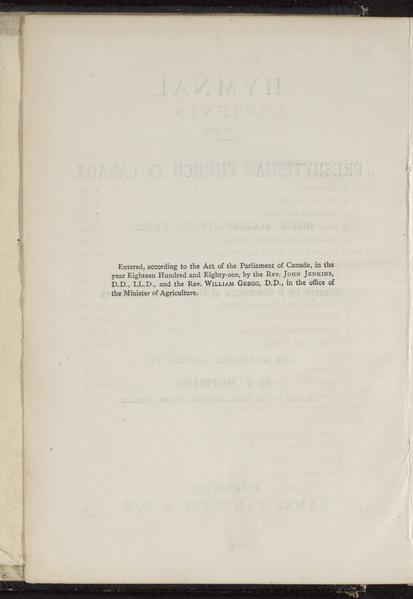 Entered, according to the Act of the Parliament of Canada, in the
year Eighteen Hundred and Eighty-one, by the Rev. John Jenkins,
D.D., LL.D., and the Rev. William Gregg, D.D., in the office of
the Minister of Agriculture.